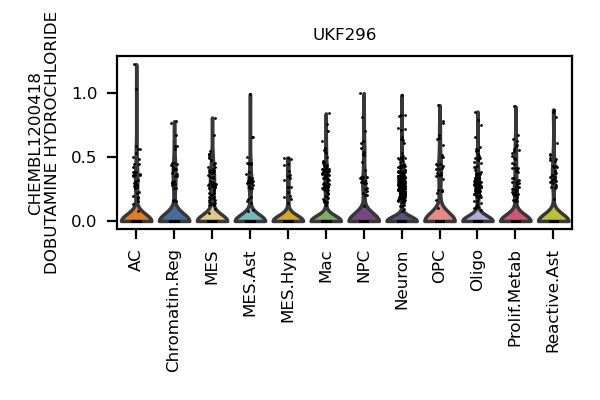 UKF296
CHEMBL1200418
DOBUTAMINE HYDROCHLORIDE
1.0
0.5
0.0
AC
Chromatin.Reg
MES
MES.Ast
MES.Hyp
Mac
NPC
Neuron
OPC
Oligo
Prolif.Metab
Reactive.Ast